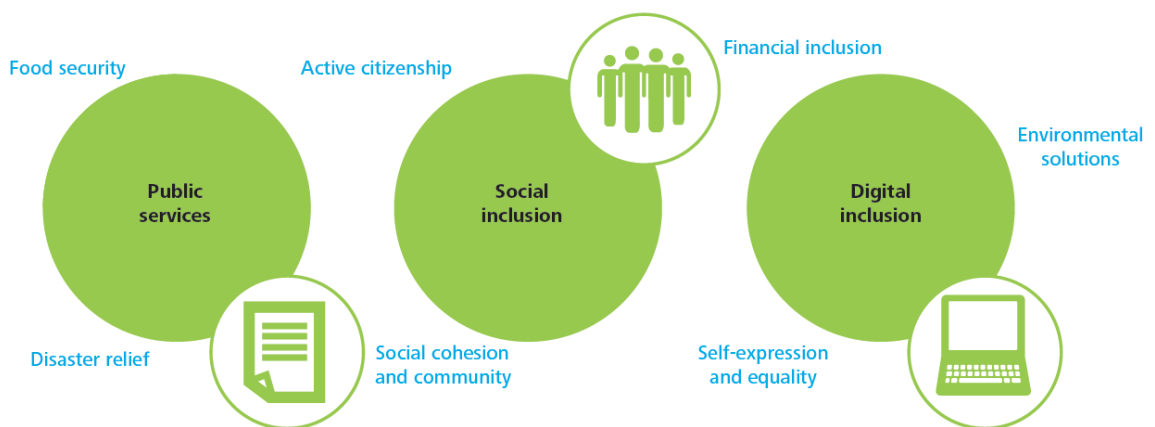 Food security
Active citizenship
Financial inclusion
Environmental
solutions
Public
services
Social
inclusion
Digital
inclusion
Disaster relief
Social cohesion
and community
Self-expression
and equality